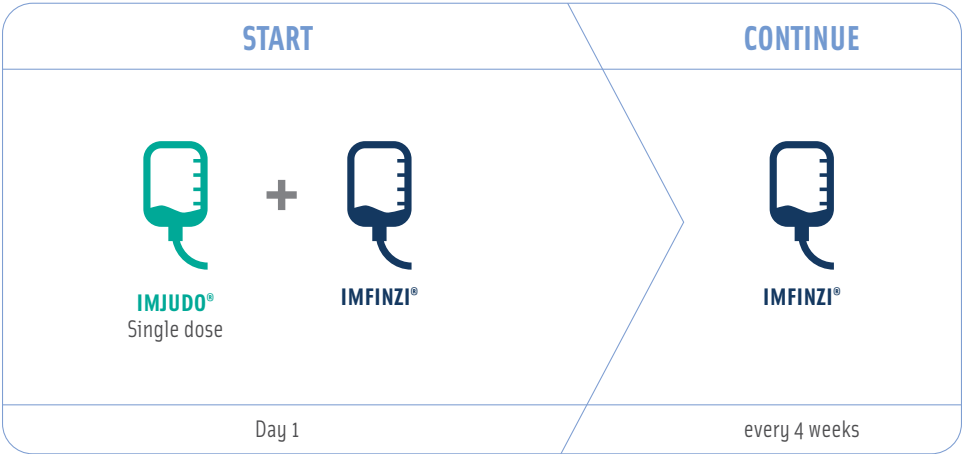 START
CONTINUE
+
IMJUDO®
Single dose
IMFINZI®
IMFINZI®
Day 1
every 4 weeks